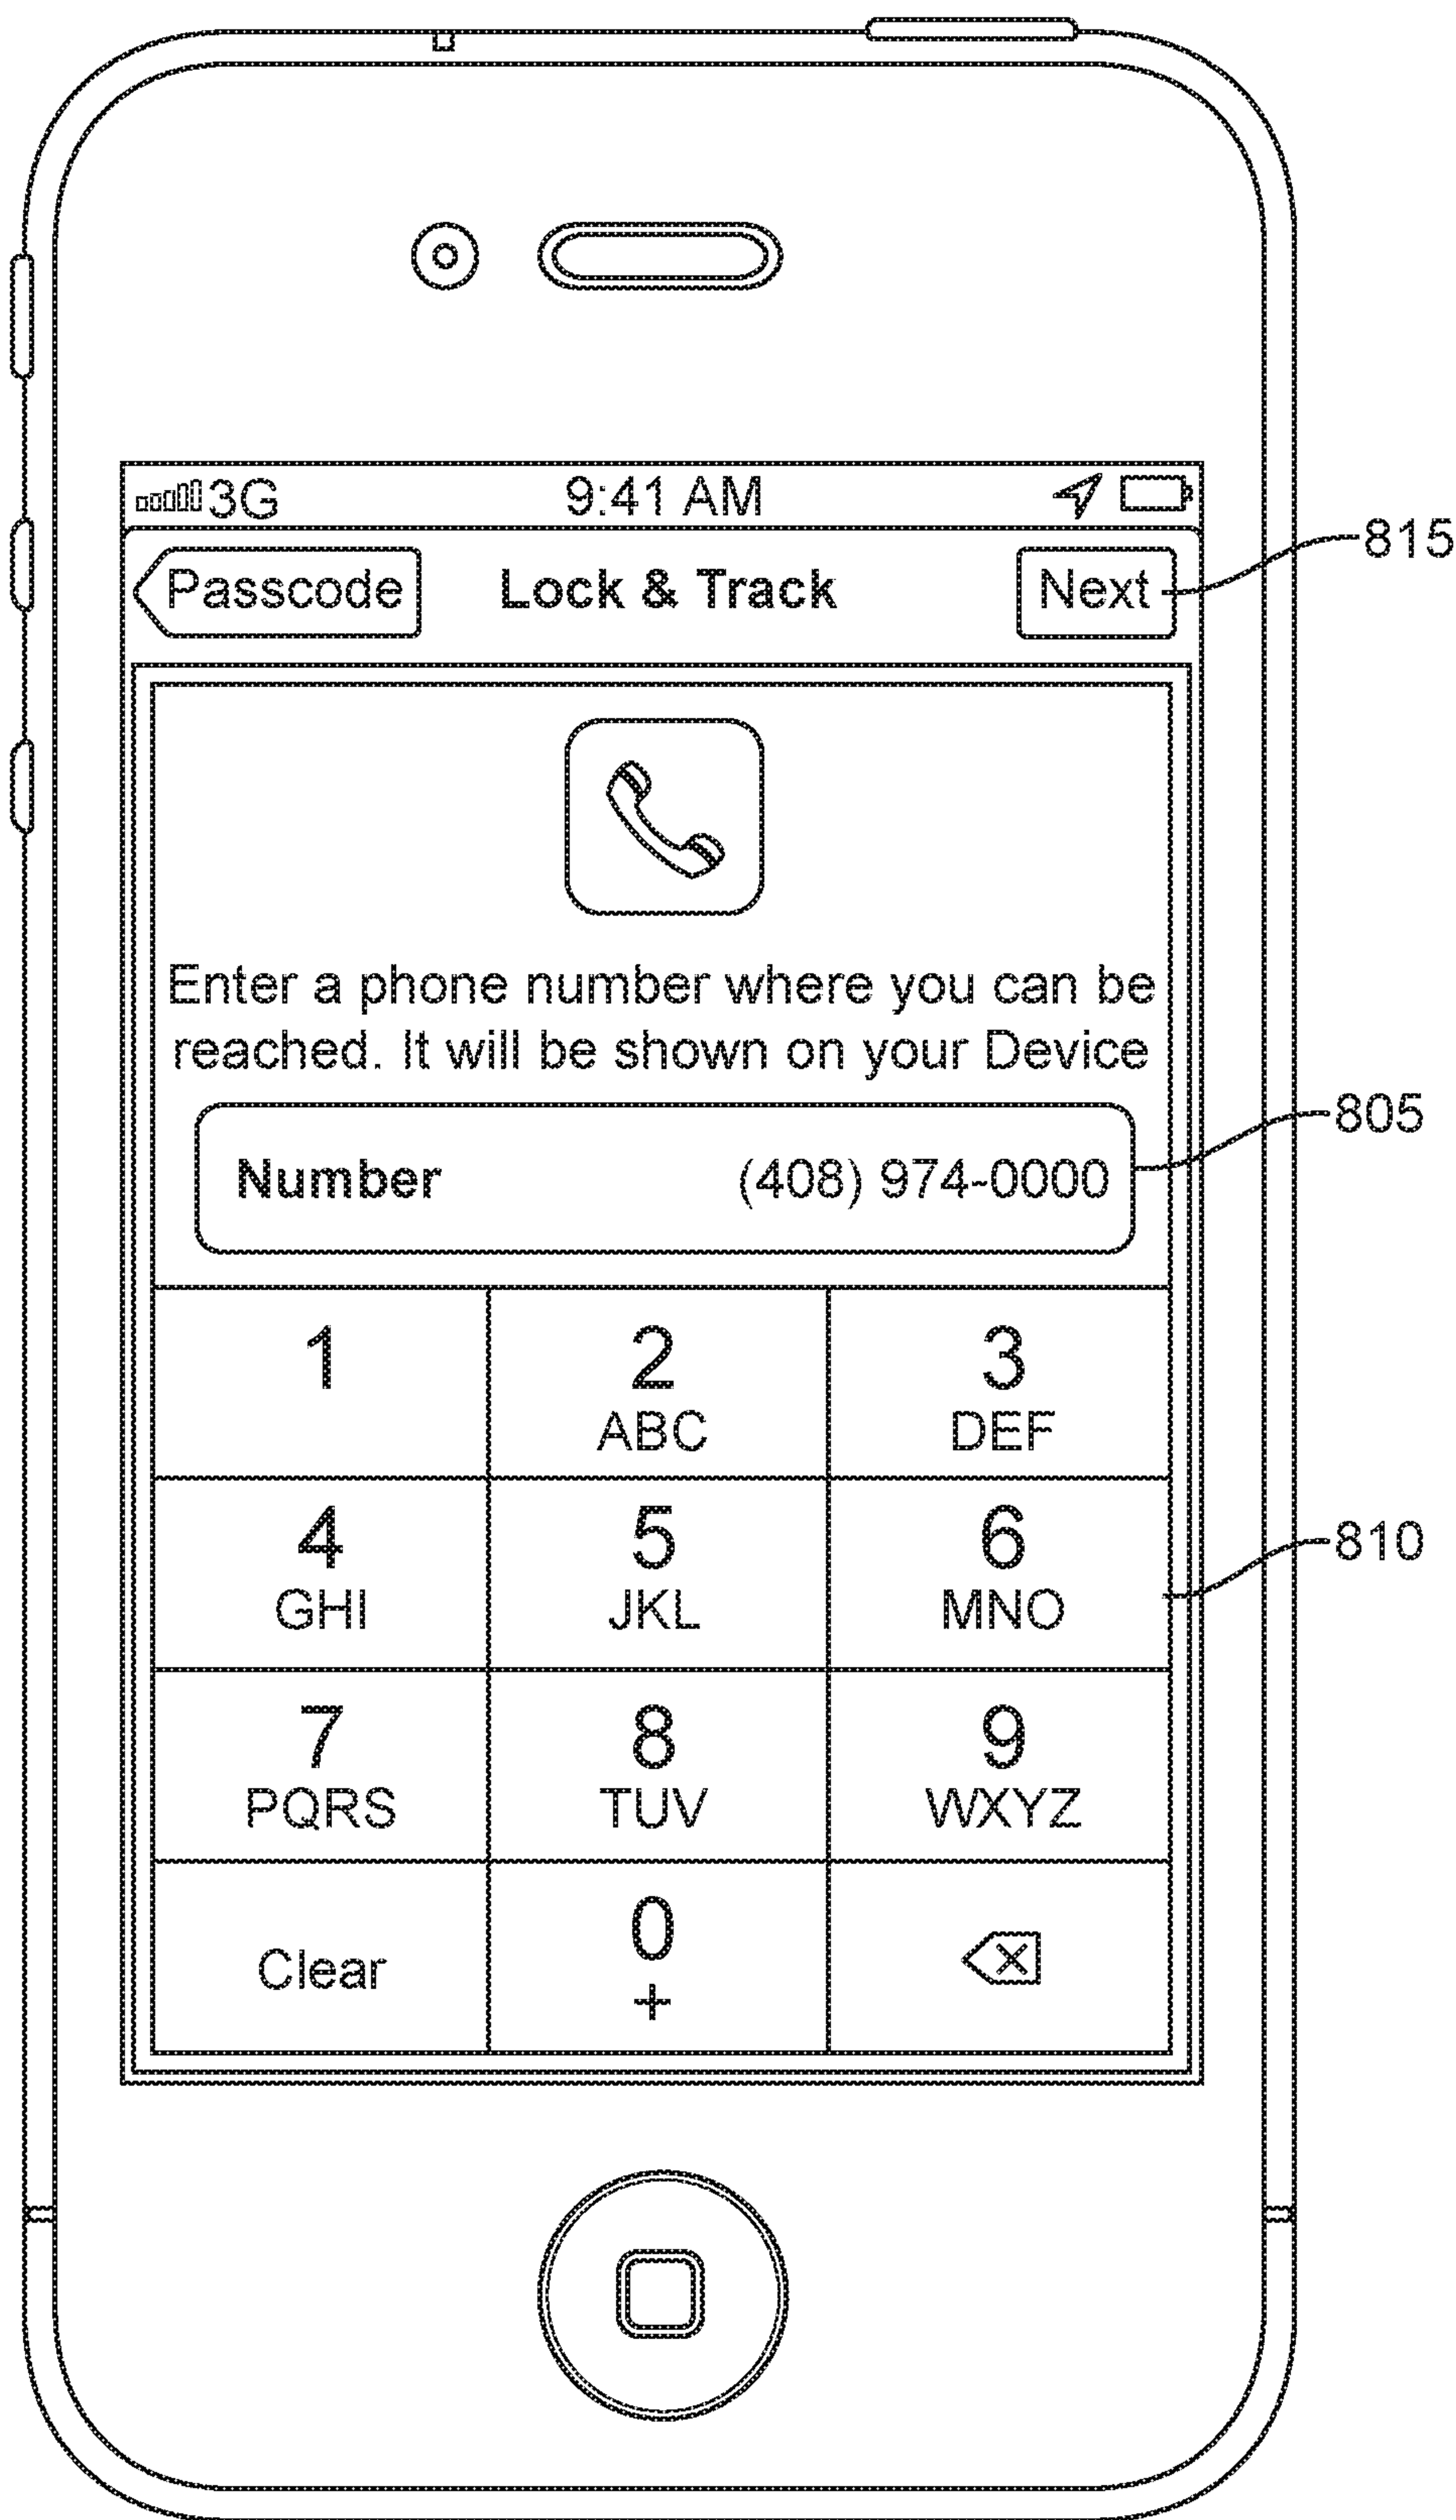 3G 9:41 AM
Passcode Lock & Track Next
815
Enter a phone number where you can be
reached. It will be shown on your Device
805
Number (408) 974-0000
1 2 3
ABC DEF
4 5 6
810
GHI JKL MNO
7 8 9
PQRS TUV WXYZ
Clear 0
+